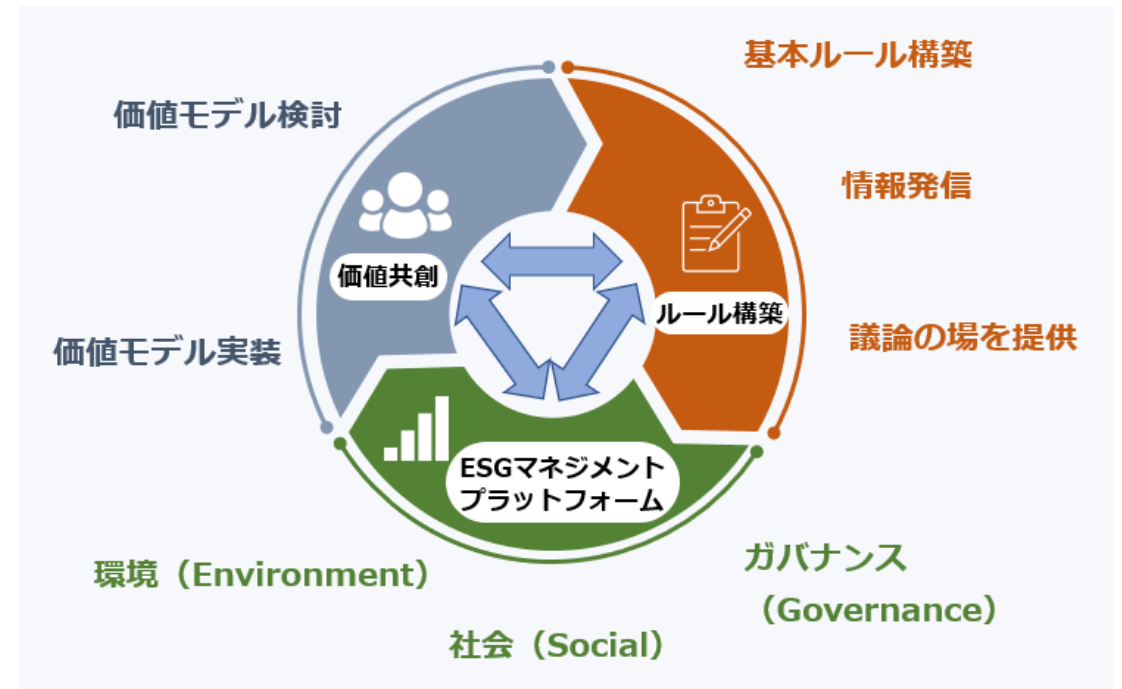 基本ルール構築
価値モデル検討
情報発信
価値共創
ルール構築
議論の場を提供
価値モデル実装
ESGマネジメント
プラットフォーム
環境（Environment）
ガバナンス
（Governance）
社会（Social）